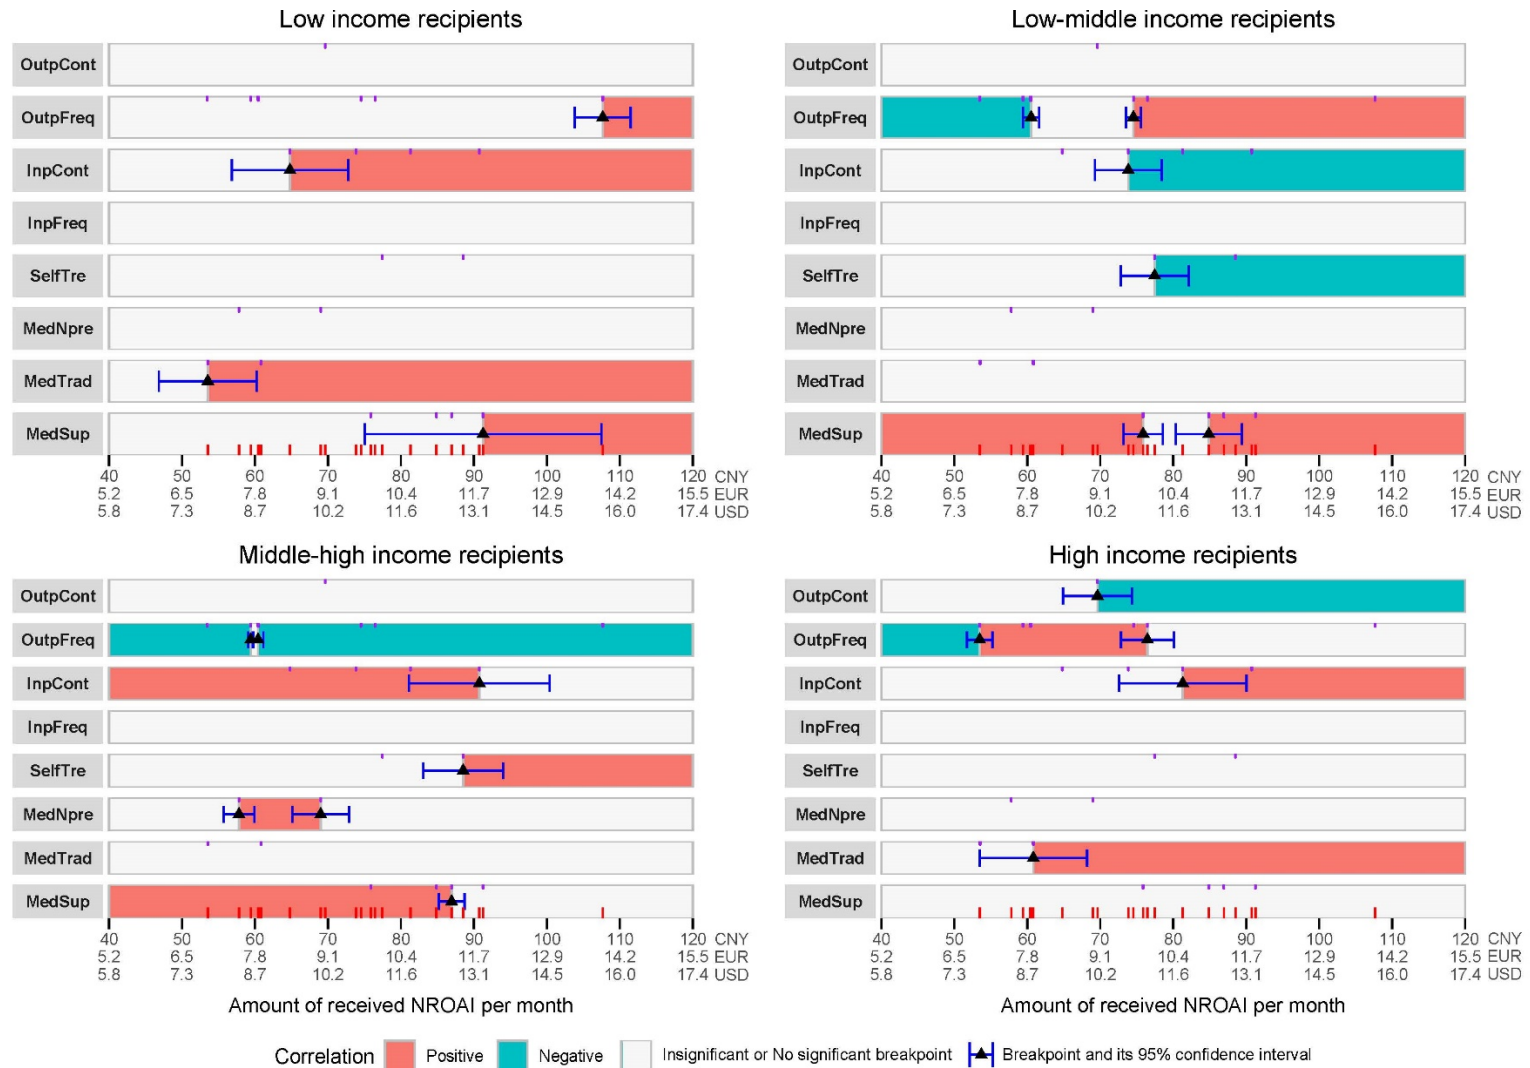 Low income recipients
OutpCont
OutpFreq
InpCont
InpFreq
SelfTre
MedNpre
MedTrad
MedSup
40 50 60 70 80 90 100 110 120 CNY
5.2 6.5 7.8 9.1 10.4 11.7 12.9 14.2 15.5 EUR
5.8 7.3 8.7 10.2 11.6 13.1 14.5 16.0 17.4 USD
Low-middle income recipients
OutpCont
OutpFreq
InpCont
InpFreq
SelfTre
MedNpre
MedTrad
MedSup
40 50 60 70 80 90 100 110 120 CNY
5.2 6.5 7.8 9.1 10.4 11.7 12.9 14.2 15.5 EUR
5.8 7.3 8.7 10.2 11.6 13.1 14.5 16.0 17.4 USD
Middle-high income recipients
OutpCont
OutpFreq
InpCont
InpFreq
SelfTre
MedNpre
MedTrad
MedSup
40 50 60 70 80 90 100 110 120 CNY
5.2 6.5 7.8 9.1 10.4 11.7 12.9 14.2 15.5 EUR
5.8 7.3 8.7 10.2 11.6 13.1 14.5 16.0 17.4 USD
Amount of received NROAI per month
High income recipients
OutpCont
OutpFreq
InpCont
InpFreq
SelfTre
MedNpre
MedTrad
MedSup
40 50 60 70 80 90 100 110 120 CNY
5.2 6.5 7.8 9.1 10.4 11.7 12.9 14.2 15.5 EUR
5.8 7.3 8.7 10.2 11.6 13.1 14.5 16.0 17.4 USD
Amount of received NROAI per month
Correlation Positive Negative Insignificant or No significant breakpoint Breakpoint and its 95% confidence interval